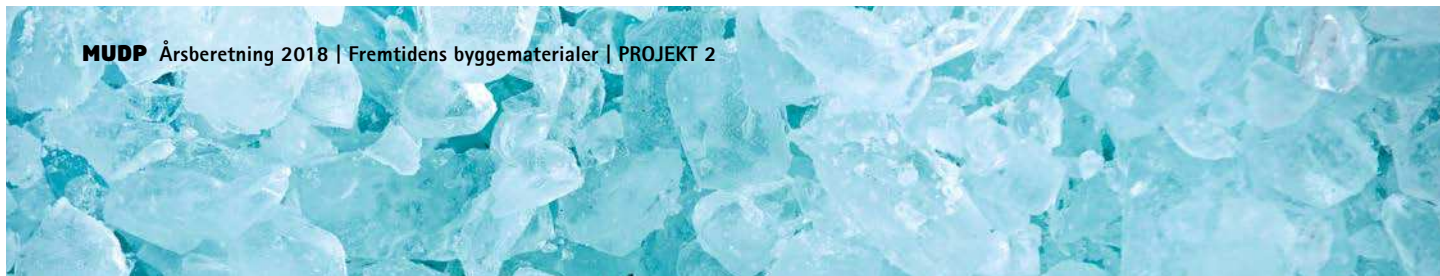 MUDP Årsberetning 2018 | Fremtidens byggematerialer | PROJEKT 2